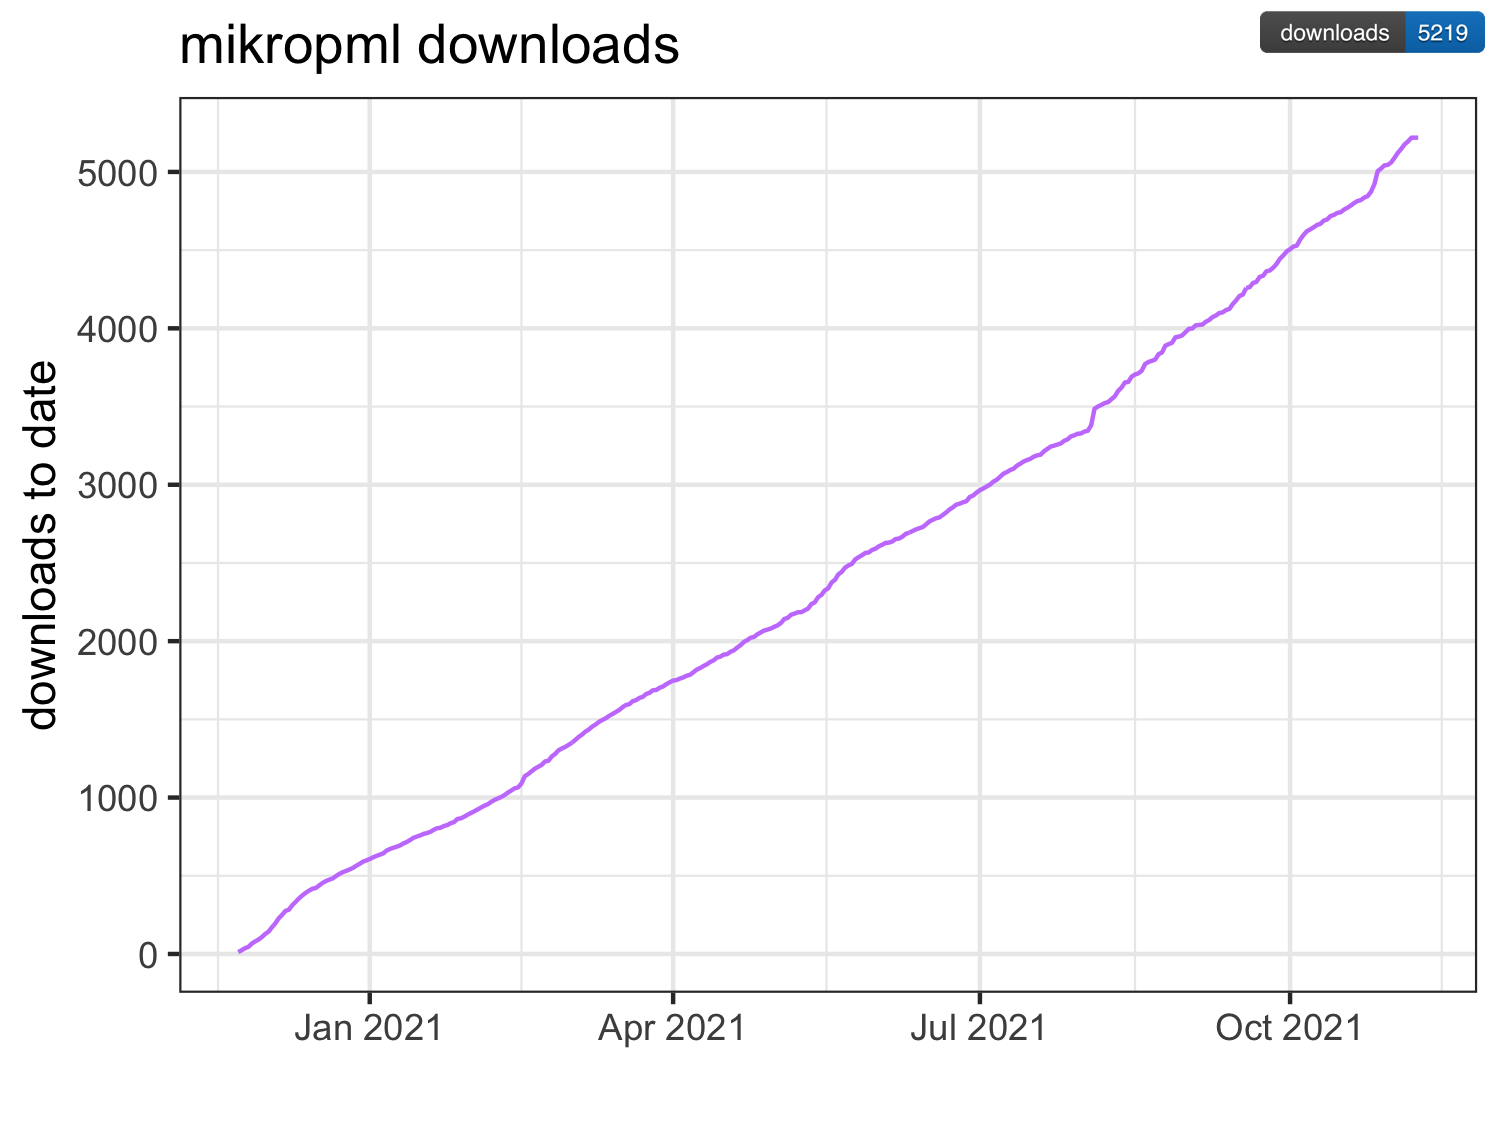 mikropml downloads
downloads 5219
downloads to date
5000
4000
3000
2000
1000
0
Jan 2021 Apr 2021 Jul 2021 Oct 2021